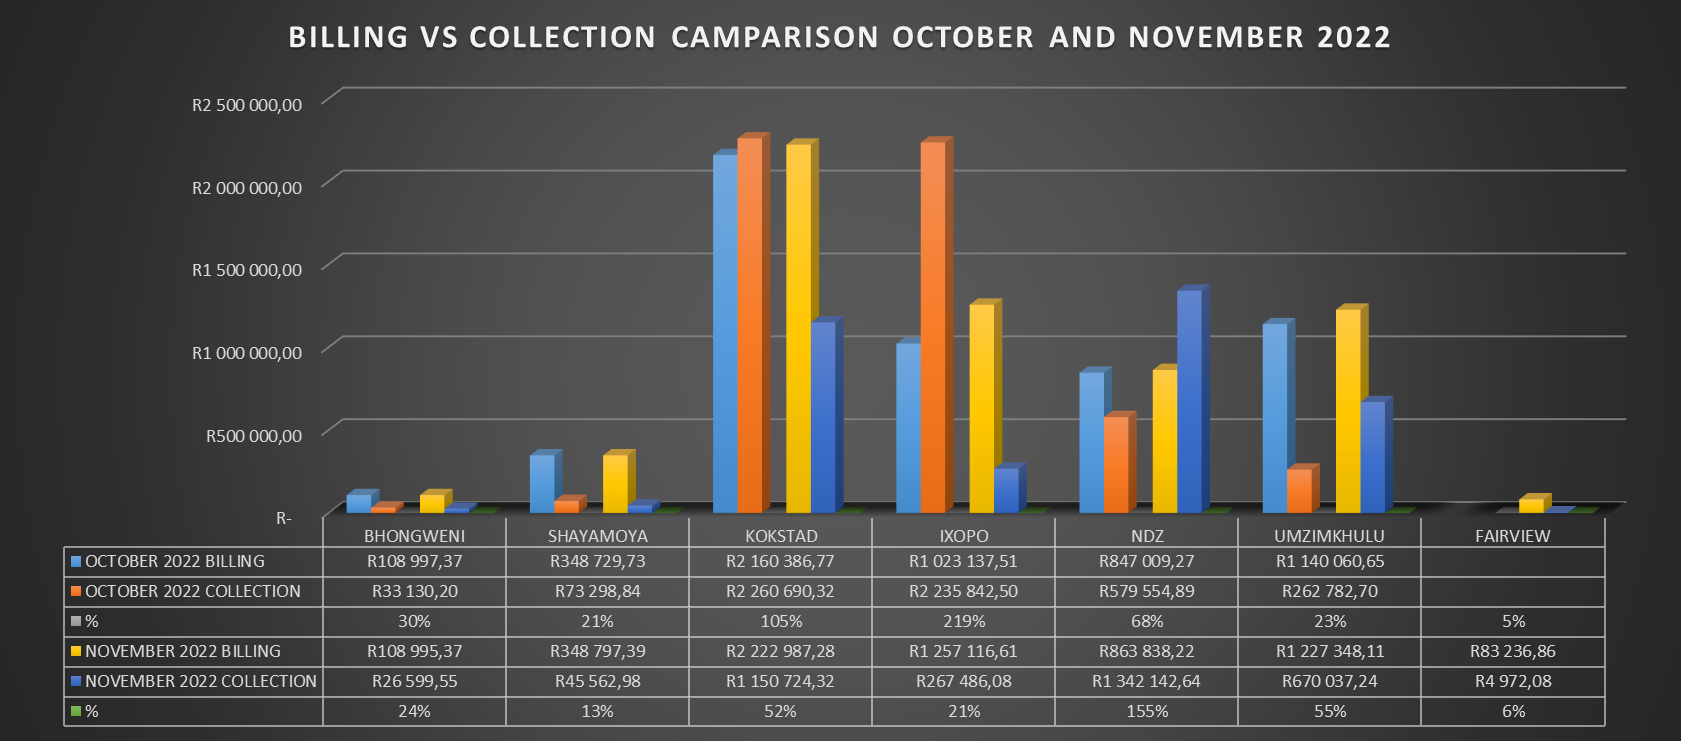 BILLING VS COLLECTION CAMPARISON OCTOBER AND NOVEMBER 2022
R2 500 000,00
R2 000 000,00
R1 500 000,00
R1 000 000,00
R500 000,00
R-
BHONGWENI SHAYAMOYA KOKSTAD IXOPO NDZ UMZIMKHULU FAIRVIEW
OCTOBER 2022 BILLING R108 997,37 R348 729,73 R2 160 386,77 R1 023 137,51 R847 009,27 R1 140 060,65
OCTOBER 2022 COLLECTION R33 130,20 R73 298,84 R2 260 690,32 R2 235 842,50 R579 554,89 R262 782,70
% 30% 21% 105% 219% 68% 23% 5%
NOVEMBER 2022 BILLING R108 995,37 R348 797,39 R2 222 987,28 R1 257 116,61 R863 838,22 R1 227 348,11 R83 236,86
NOVEMBER 2022 COLLECTION R26 599,55 R45 562,98 R1 150 724,32 R267 486,08 R1 342 142,64 R670 037,24 R4 972,08
% 24% 13% 52% 21% 155% 55% 6%